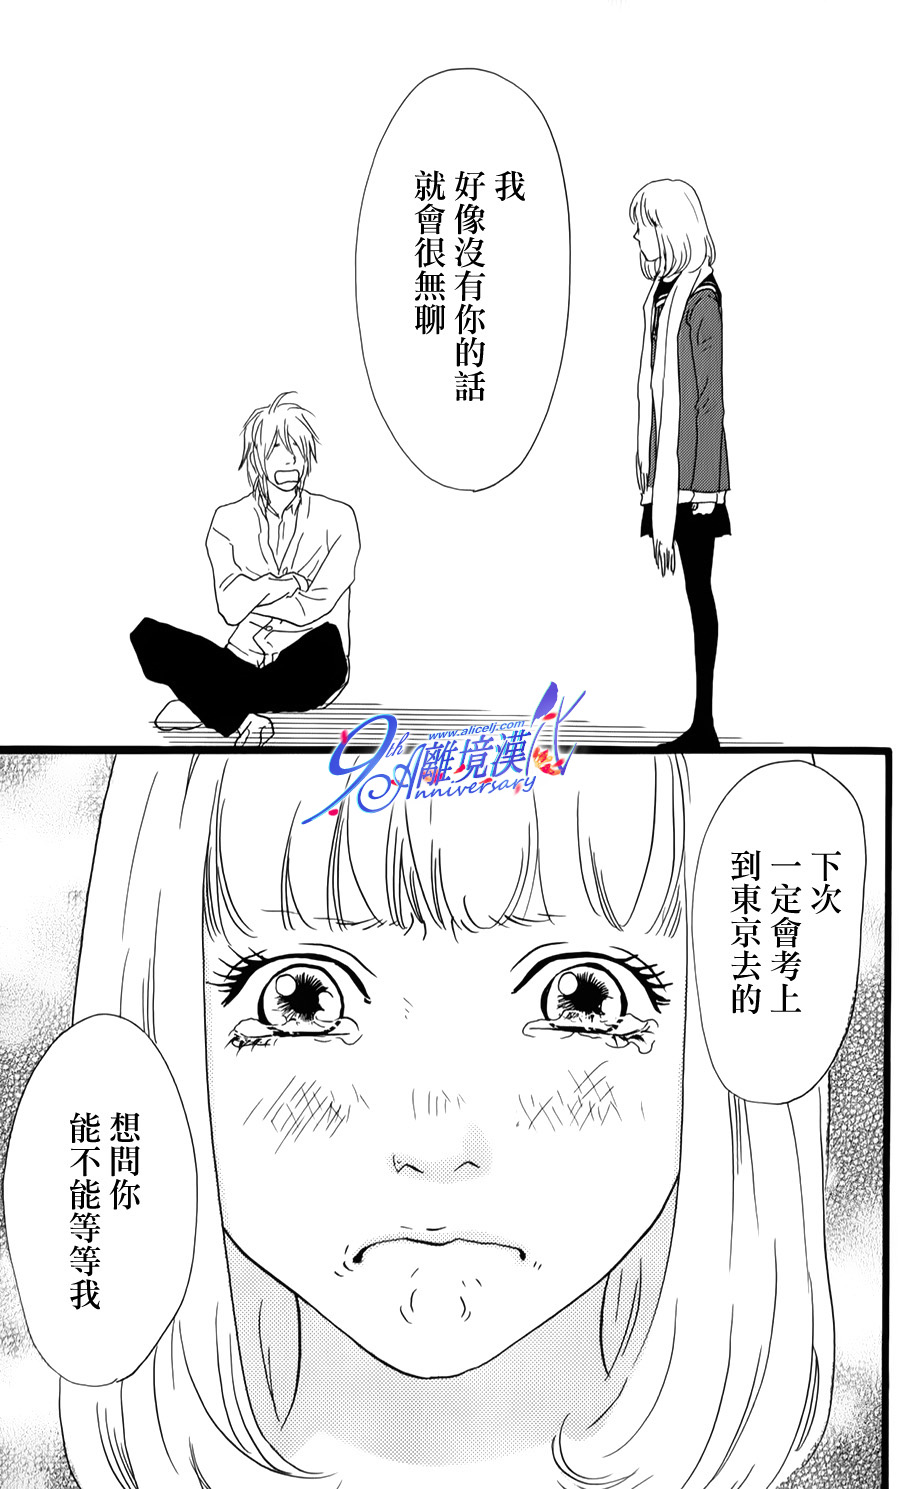 我
好像沒有你的話
就會很無聊
www.alicelj.com
9th
離境漢化
Anniversary
下次
一定會考上
到東京去的
想問你
能不能等等我